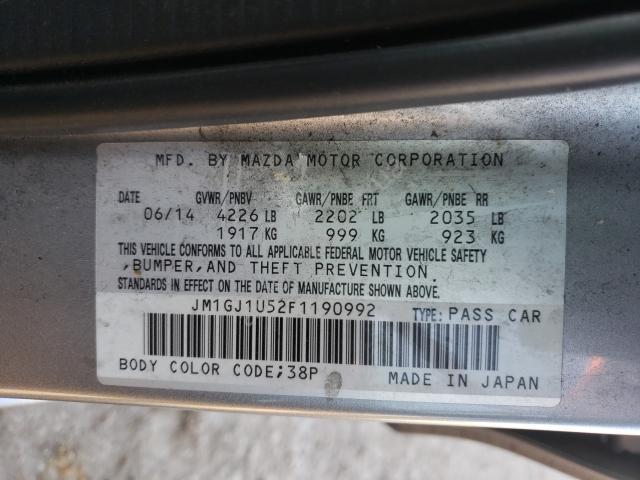 MFD. BY MAZDA MOTOR CORPORATION
DATE GVWR/PNBV GAWR/PNBE FRT GAWR/PNBE RR
06/14 4226 LB 2202 LB 2035 LB
1917 KG 999 KG 923 KG
THIS VEHICLE CONFORMS TO ALL APPLICABLE FEDERAL MOTOR VEHICLE SAFETY
,BUMPER,AND THEFT PREVENTION
STANDARDS IN EFFECT ON THE DATE OF MANUFACTURE SHOWN ABOVE.
JM1GJ1U52F1190992 TYPE: PASS CAR
BODY COLOR CODE;38P MADE IN JAPAN